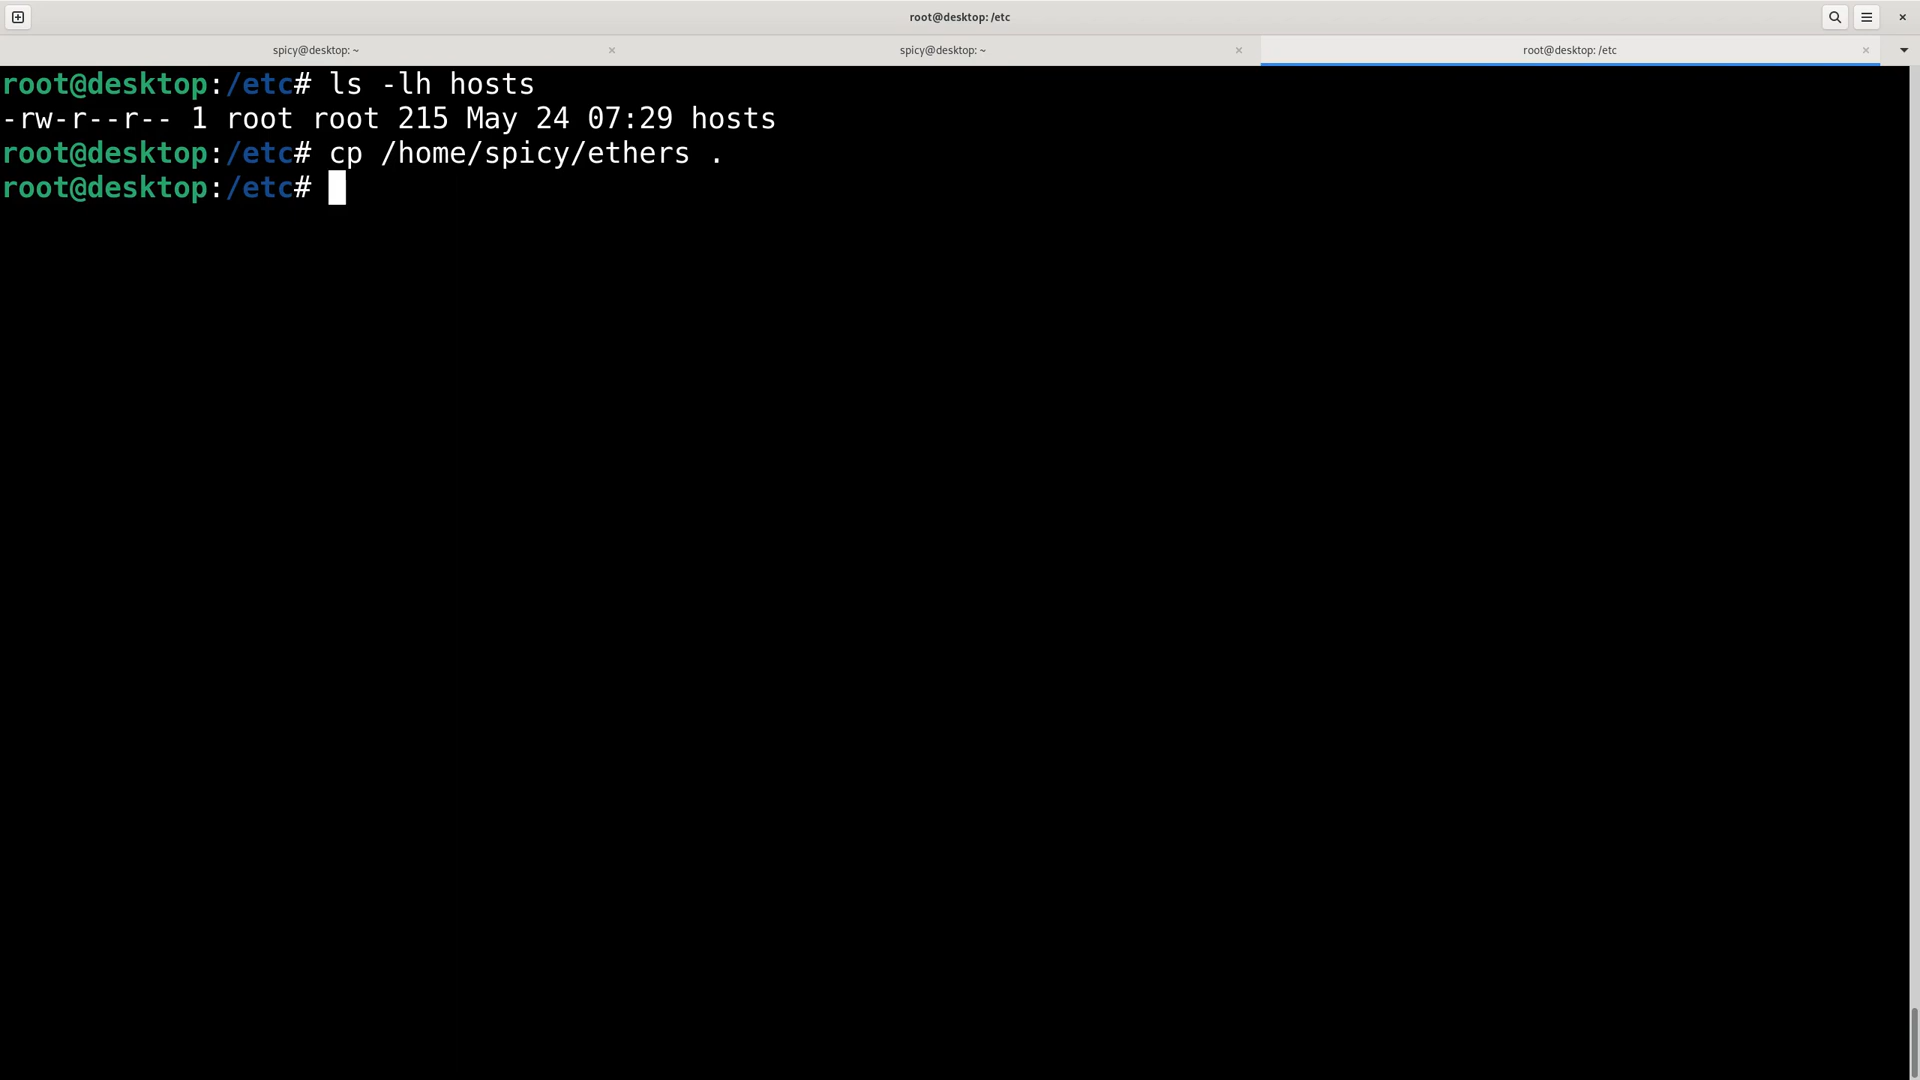 root@desktop: /etc
spicy@desktop: ~
spicy@desktop: ~
root@desktop: /etc
root@desktop:/etc# ls -lh hosts
-rw-r--r-- 1 root root 215 May 24 07:29 hosts
root@desktop:/etc# cp /home/spicy/ethers .
root@desktop:/etc#